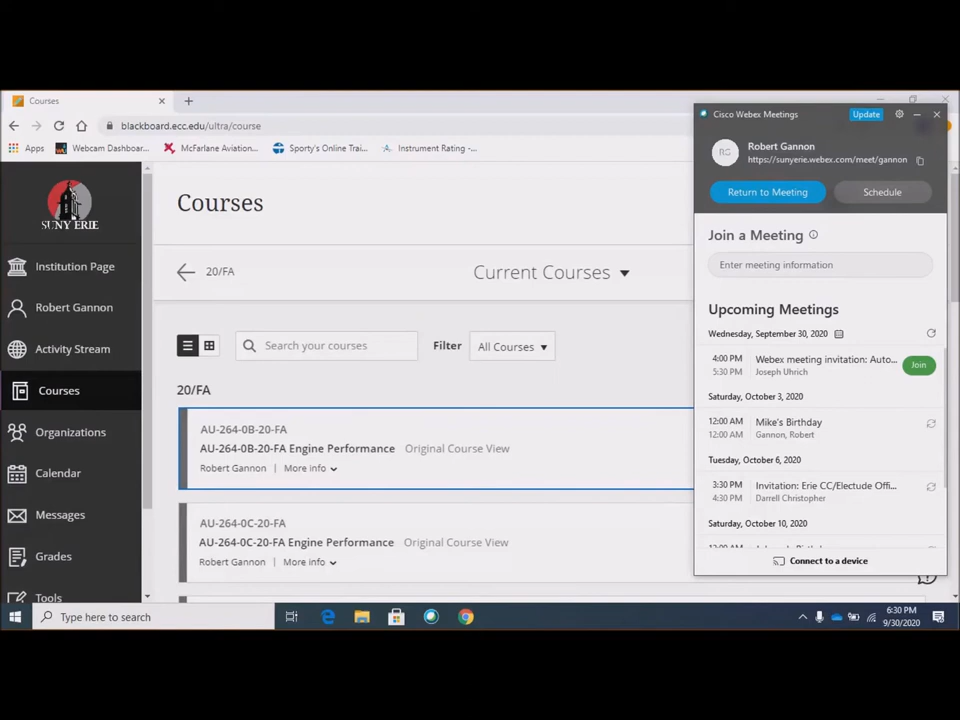 Courses
blackboard.ecc.edu/ultra/course
Apps
Webcam Dashboar...
McFarlane Aviation...
Sporty's Online Trai...
Instrument Rating -...
SUNY ERIE
Institution Page
Robert Gannon
Activity Stream
Courses
Organizations
Calendar
Messages
Grades
Tools
Courses
20/FA
Current Courses
Search your courses
Filter
All Courses
20/FA
AU-264-0B-20-FA
AU-264-0B-20-FA Engine Performance Original Course View
Robert Gannon | More info
AU-264-0C-20-FA
AU-264-0C-20-FA Engine Performance Original Course View
Robert Gannon | More info
Cisco Webex Meetings
Update
RG
Robert Gannon
https://sunyerie.webex.com/meet/gannon
Return to Meeting
Schedule
Join a Meeting
Enter meeting information
Upcoming Meetings
Wednesday, September 30, 2020
4:00 PM Webex meeting invitation: Auto...
5:30 PM Joseph Uhrich
Join
Saturday, October 3, 2020
12:00 AM Mike's Birthday
12:00 AM Gannon, Robert
Tuesday, October 6, 2020
3:30 PM Invitation: Erie CC/Electude Offi...
4:30 PM Darrell Christopher
Saturday, October 10, 2020
12:00 AM
Connect to a device
Type here to search
6:30 PM
9/30/2020